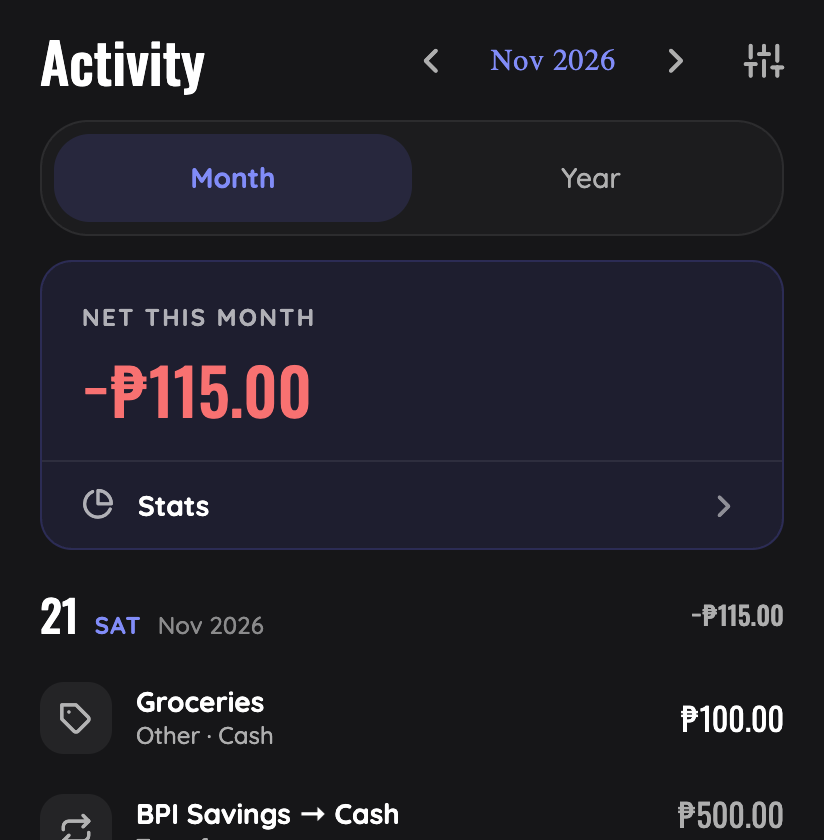 Activity
Nov 2026
Month
Year
NET THIS MONTH
-₱115.00
Stats
21 SAT Nov 2026
-₱115.00
Groceries
Other · Cash
₱100.00
BPI Savings → Cash
₱500.00